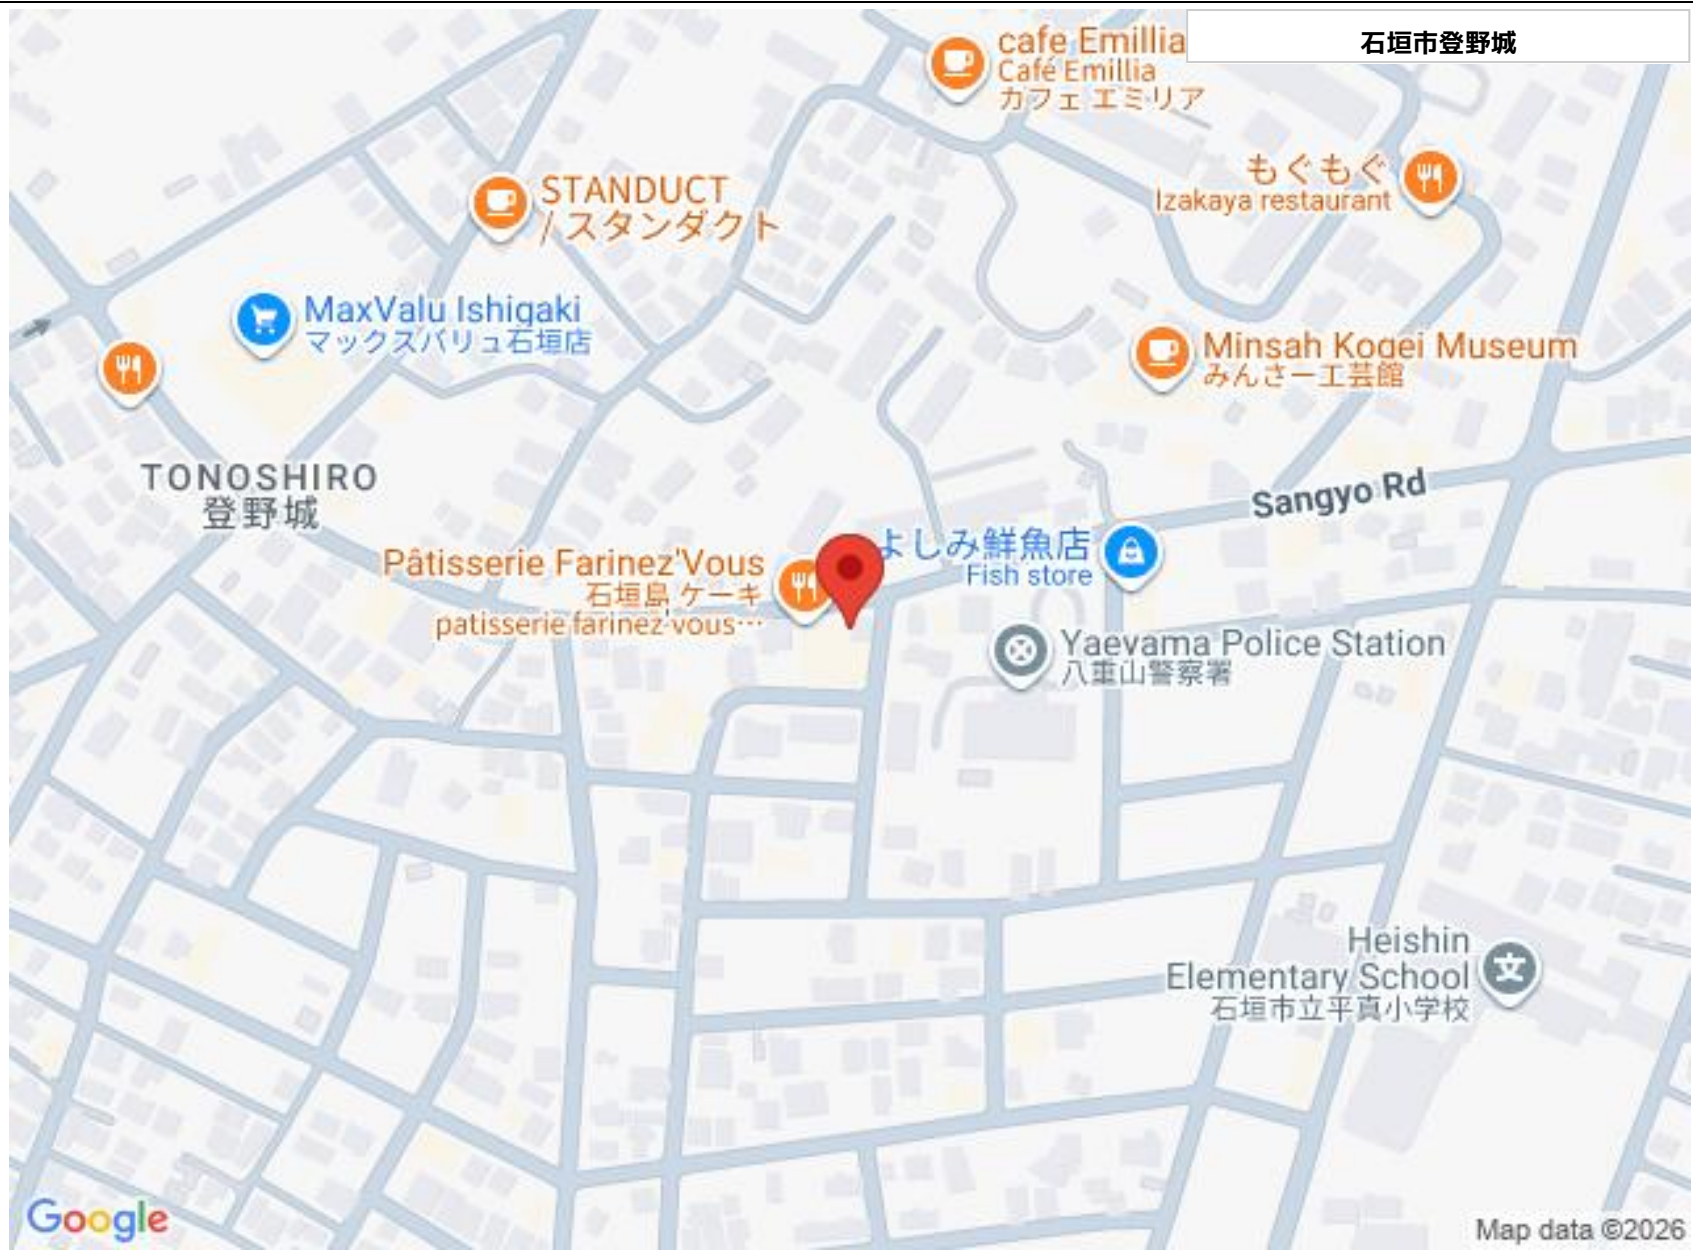 石垣市登野城
cafe Emillia
Café Emillia
カフェ エミリア
もぐもぐ
Izakaya restaurant
STANDUCT
/ スタンダクト
MaxValu Ishigaki
マックスバリュ石垣店
Minsah Kogei Museum
みんさー工芸館
TONOSHIRO
登野城
Sangyo Rd
よしみ鮮魚店
Fish store
Pâtisserie Farinez'Vous
石垣島 ケーキ
patisserie farinez'vous…
Yaeyama Police Station
八重山警察署
Heishin
Elementary School
石垣市立平真小学校
文
Google
Map data ©2026